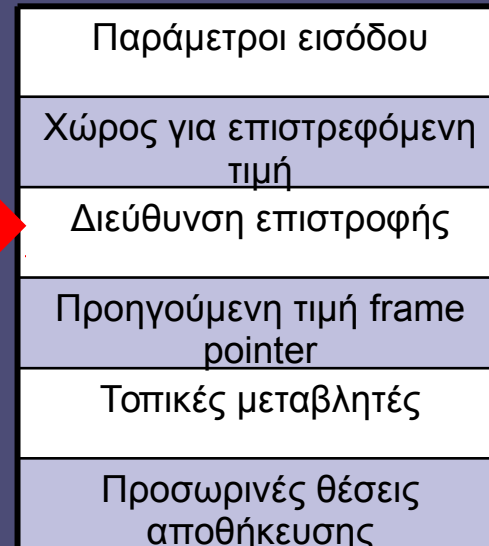 Παράμετροι εισόδου
Χώρος για επιστρεφόμενη
τιμή
Διεύθυνση επιστροφής
Προηγούμενη τιμή frame
pointer
Τοπικές μεταβλητές
Προσωρινές θέσεις
αποθήκευσης